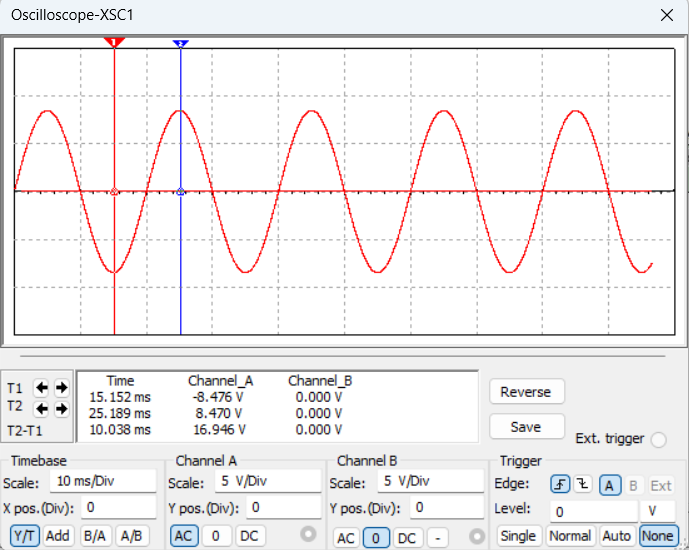 Oscilloscope-XSC1
1 2
T1
T2
T2-T1
Time Channel_A Channel_B
15.152 ms -8.476 V 0.000 V
25.189 ms 8.470 V 0.000 V
10.038 ms 16.946 V 0.000 V
Reverse
Save
Ext. trigger
Timebase
Scale: 10 ms/Div
X pos.(Div): 0
Y/T Add B/A A/B
Channel A
Scale: 5 V/Div
Y pos.(Div): 0
AC 0 DC
Channel B
Scale: 5 V/Div
Y pos.(Div): 0
AC 0 DC -
Trigger
Edge: A B Ext
Level: 0 V
Single Normal Auto None